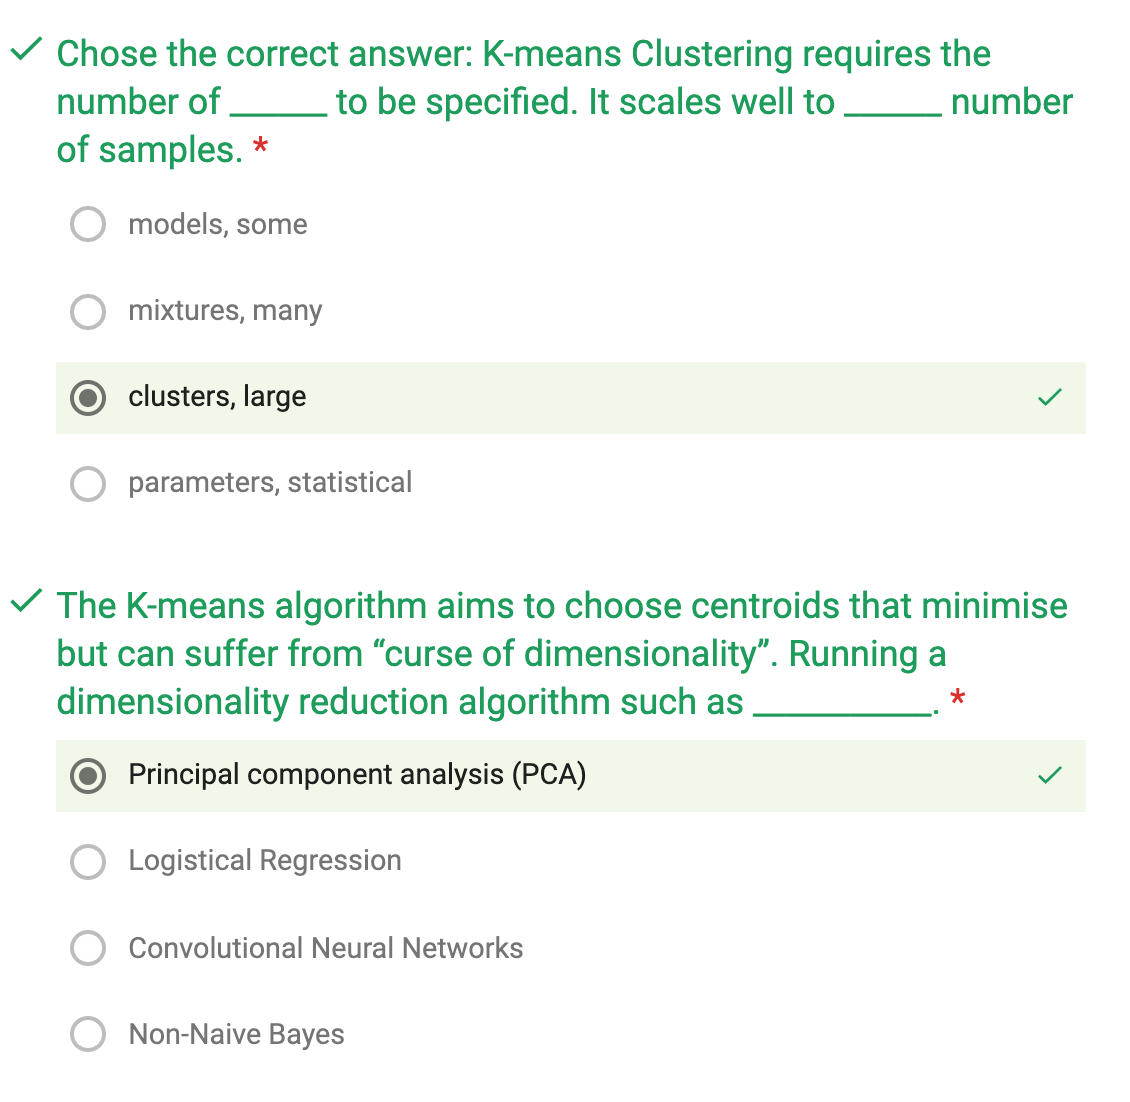 Chose the correct answer: K-means Clustering requires the
number of ______ to be specified. It scales well to ______ number
of samples. *
models, some
mixtures, many
clusters, large
parameters, statistical
The K-means algorithm aims to choose centroids that minimise
but can suffer from “curse of dimensionality”. Running a
dimensionality reduction algorithm such as ___________. *
Principal component analysis (PCA)
Logistical Regression
Convolutional Neural Networks
Non-Naive Bayes